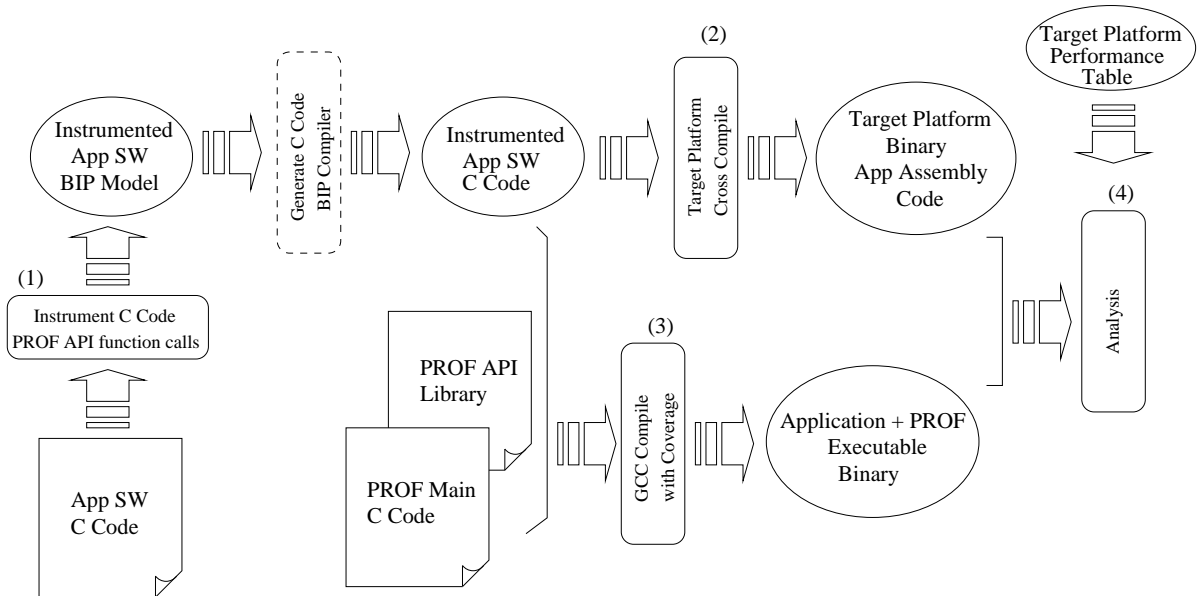 (2)
Target Platform
Performance
Table
Instrumented
App SW
BIP Model
Generate C Code
BIP Compiler
Instrumented
App SW
C Code
Target Platform
Cross Compile
Target Platform
Binary
App Assembly
Code
(4)
Analysis
(1)
Instrument C Code
PROF API function calls
App SW
C Code
PROF API
Library
PROF Main
C Code
(3)
GCC Compile
with Coverage
Application + PROF
Executable
Binary